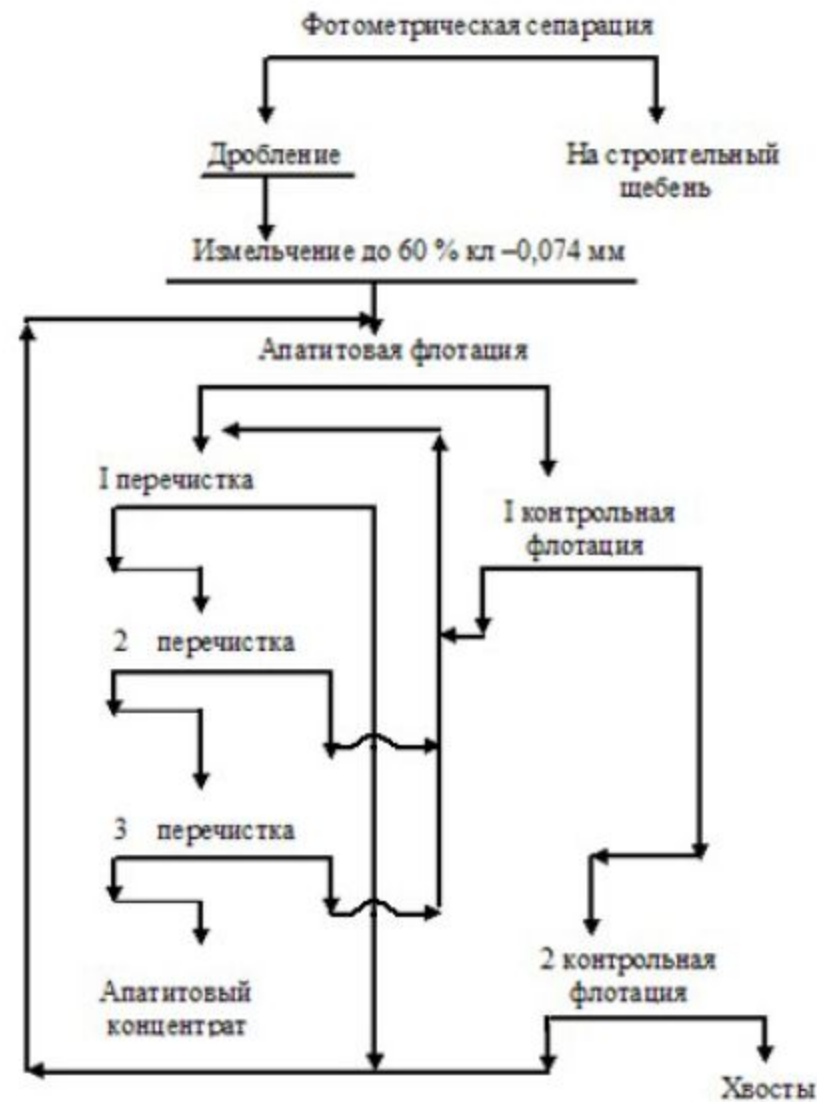 Фотометрическая сепарация
Дробление
На строительный
щебень
Измельчение до 60 % кл –0,074 мм
Апатитовая флотация
I перечистка
I контрольная
флотация
2 перечистка
3 перечистка
2 контрольная
флотация
Апатитовый
концентрат
Хвосты